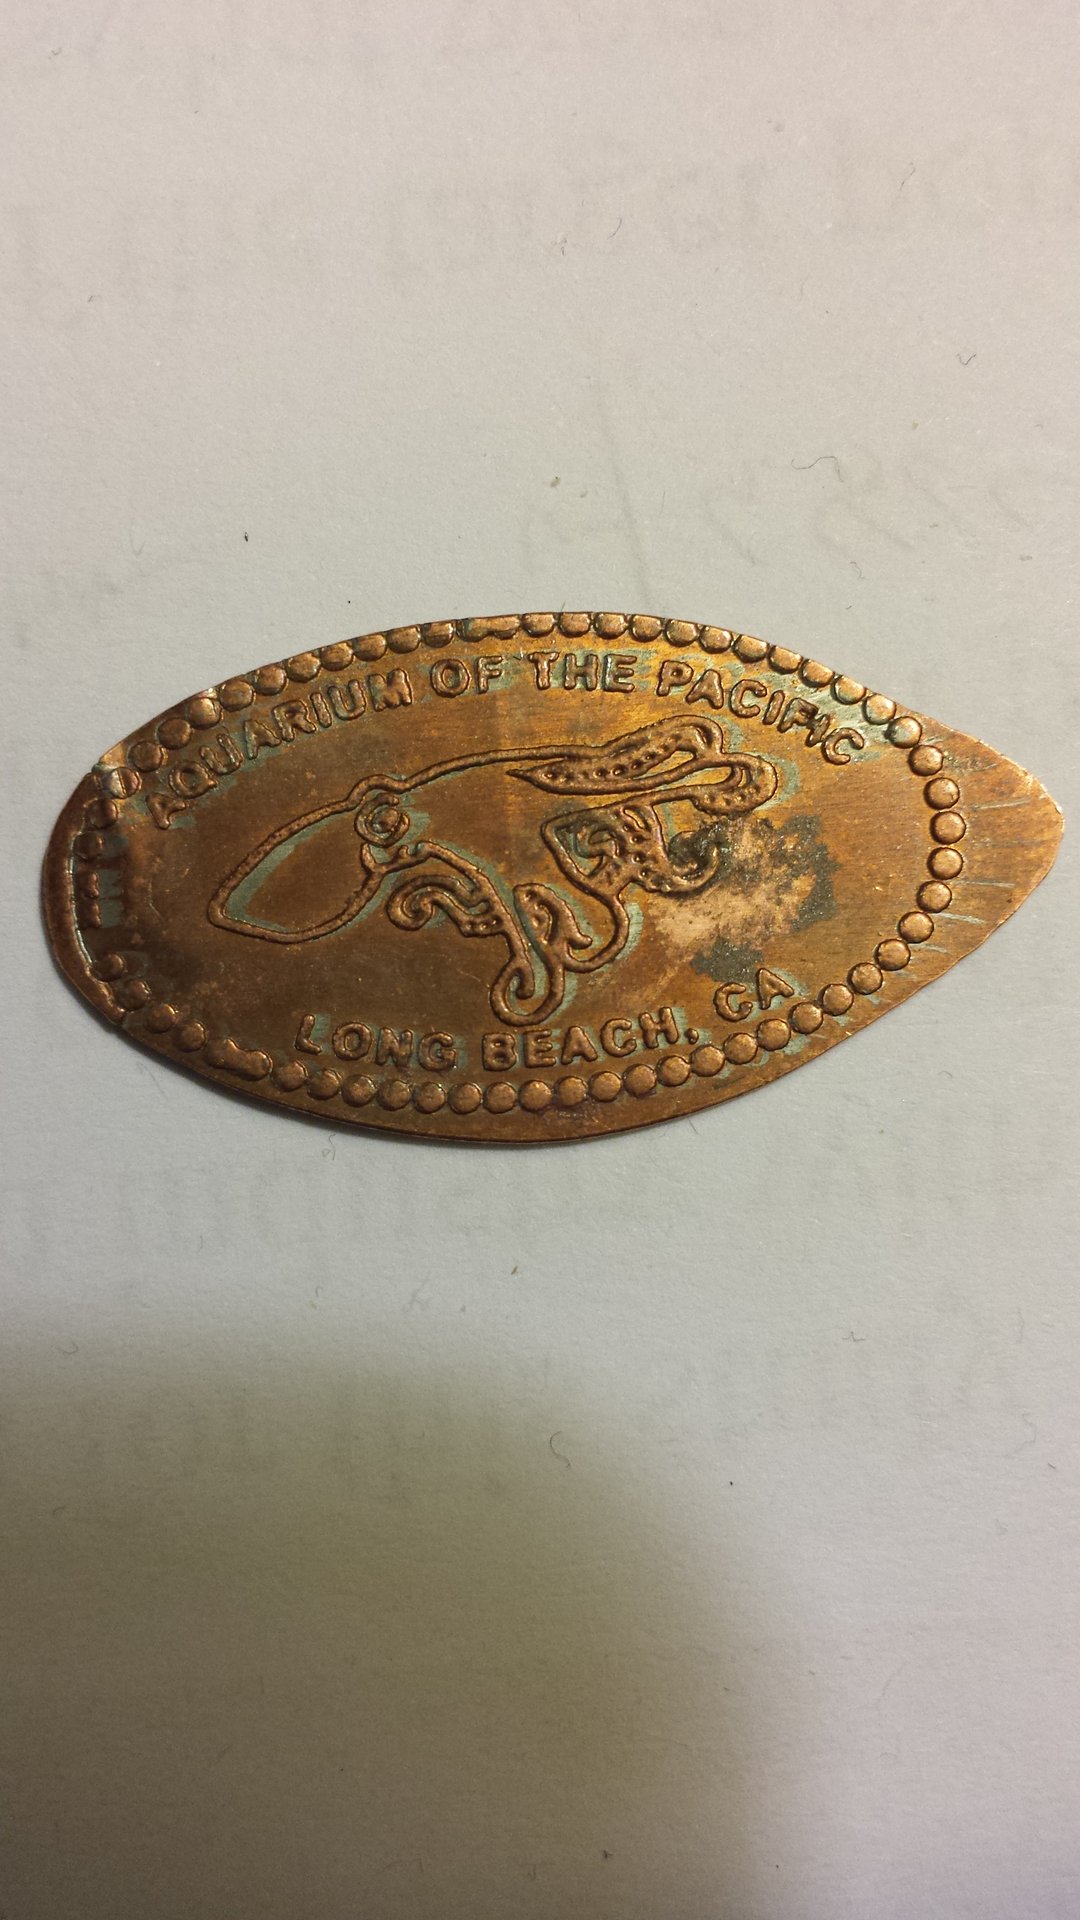 AQUARIUM OF THE PACIFIC
LONG BEACH, CA